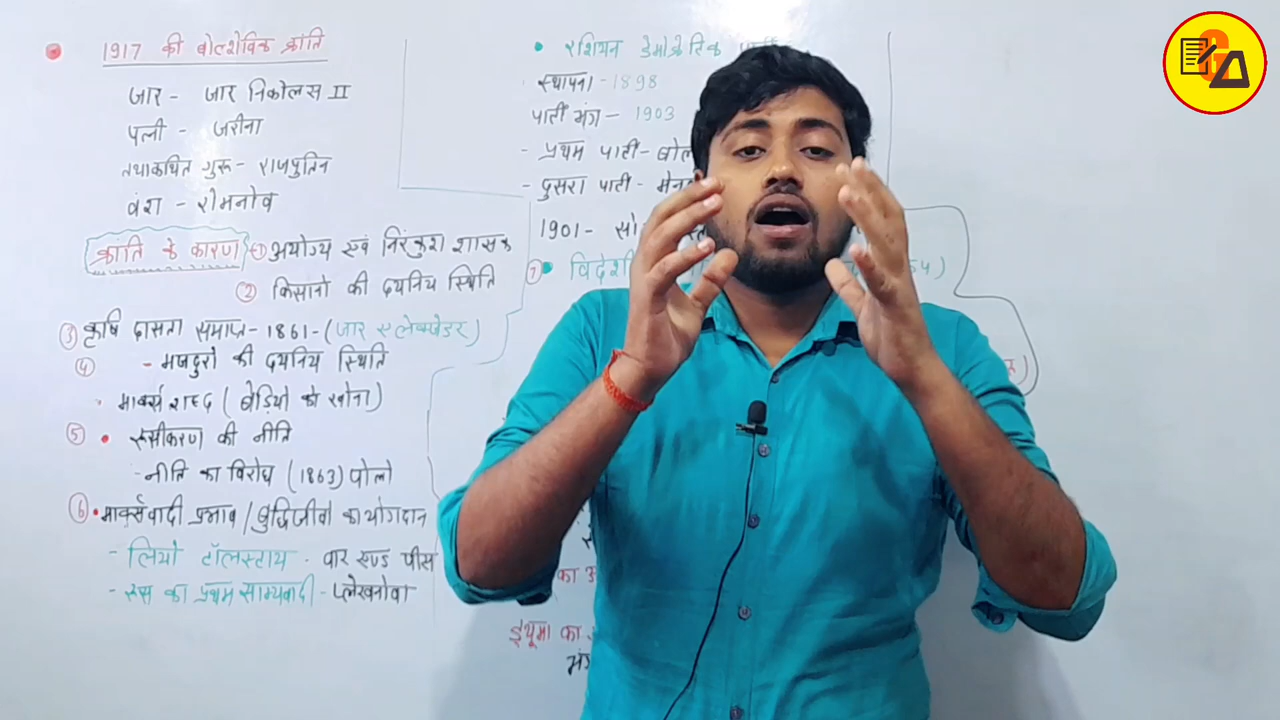 1917 की बोल्शेविक क्रांति
जार - जार निकोलस II
पत्नी - जरीना
तथाकथित गुरू - रासपुतिन
वंश - रोमनोव
क्रांति के कारण ① अयोग्य एवं निरंकुश शासक
② किसानो की दयनिय स्थिति
③ कृषि दासता समाप्त - 1861 - (जार एलेक्जेंडर)
④ - मजदुरो की दयनिय स्थिति
मार्क्स शब्द (बेड़ियो को खोना)
⑤ रूसीकरण की नीति
- नीति का विरोध (1863) पोलो
⑥ मार्क्सवादी प्रभाव / बुद्धिजीवों का योगदान
- लियो टॉलस्टाय - वार एण्ड पीस
- रूस का प्रथम साम्यवादी - प्लेखनोवा
रशियन डेमोक्रेटिक
स्थापना - 1898
पार्टी भंग - 1903
- प्रथम पार्टी - बोल
- दुसरा पार्टी - मेन
1901 - सो
⑦ विदेशी
का अ
ड्यूमा का
भं